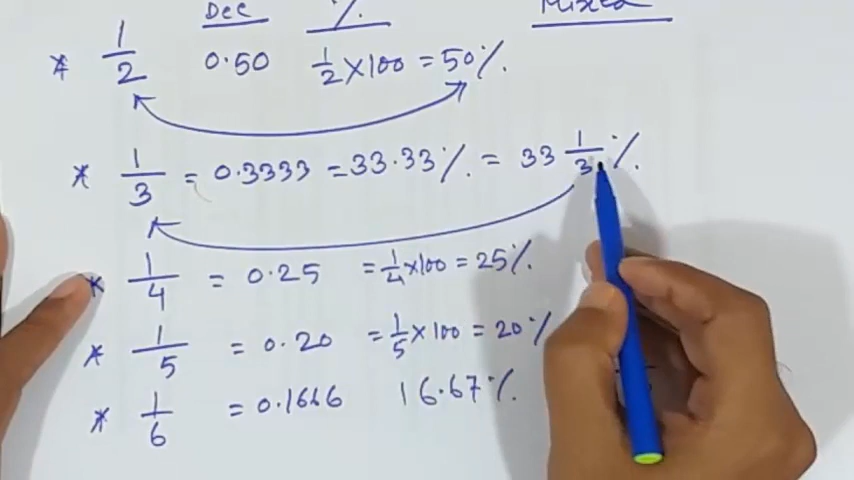 Dec %. Mixed
* 1/2 0.50 1/2 × 100 = 50%.
* 1/3 = 0.3333 = 33.33%. = 33 1/3 %.
* 1/4 = 0.25 = 1/4 × 100 = 25%.
* 1/5 = 0.20 = 1/5 × 100 = 20%
* 1/6 = 0.1666 16.67%.